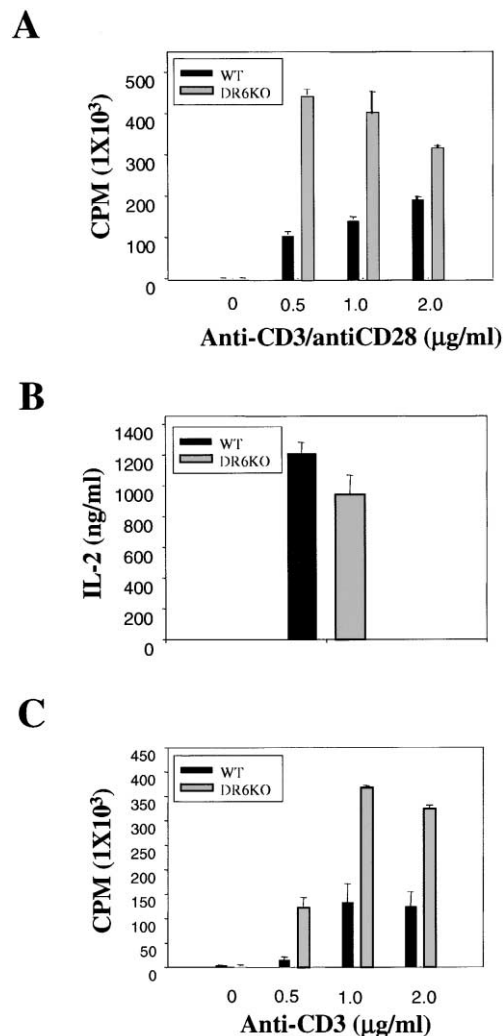 A
CPM (1X10³)
500
400
300
200
100
0
WT
DR6KO
0 0.5 1.0 2.0
Anti-CD3/antiCD28 (µg/ml)
B
IL-2 (ng/ml)
1400
1200
1000
800
600
400
200
0
WT
DR6KO
C
CPM (1X10³)
450
400
350
300
250
200
150
100
50
0
WT
DR6KO
0 0.5 1.0 2.0
Anti-CD3 (µg/ml)